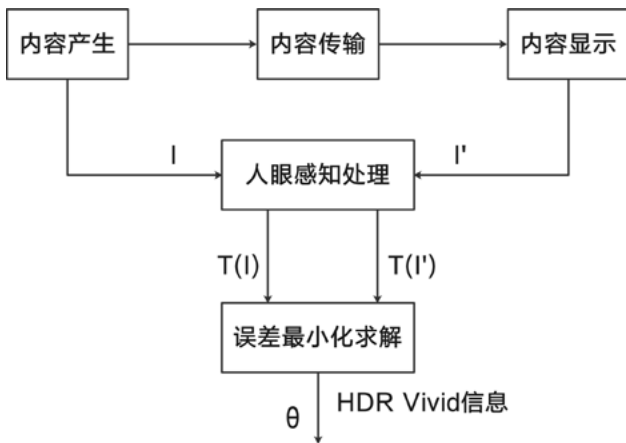 内容产生
内容传输
内容显示
I
人眼感知处理
I'
T(I)
T(I')
误差最小化求解
θ
HDR Vivid信息